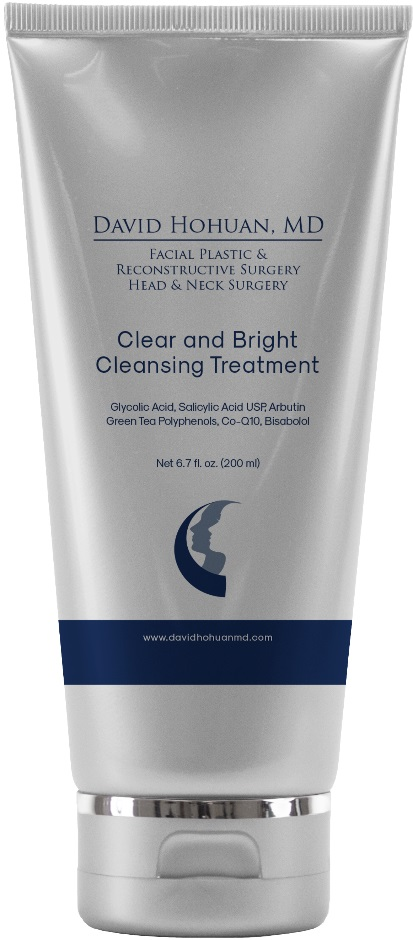 DAVID HOHUAN, MD
FACIAL PLASTIC &
RECONSTRUCTIVE SURGERY
HEAD & NECK SURGERY
Clear and Bright
Cleansing Treatment
Glycolic Acid, Salicylic Acid USP, Arbutin
Green Tea Polyphenols, Co-Q10, Bisabolol
Net 6.7 fl. oz. (200 ml)
www.davidhohuanmd.com